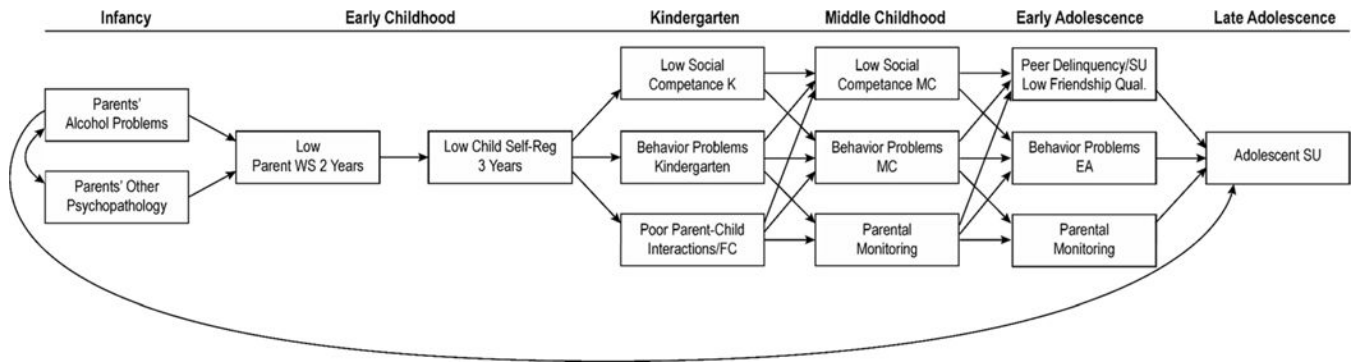 Infancy
Early Childhood
Kindergarten
Middle Childhood
Early Adolescence
Late Adolescence
Parents'
Alcohol Problems
Parents' Other
Psychopathology
Low
Parent WS 2 Years
Low Child Self-Reg
3 Years
Low Social
Competance K
Behavior Problems
Kindergarten
Poor Parent-Child
Interactions/FC
Low Social
Competance MC
Behavior Problems
MC
Parental
Monitoring
Peer Delinquency/SU
Low Friendship Qual.
Behavior Problems
EA
Parental
Monitoring
Adolescent SU